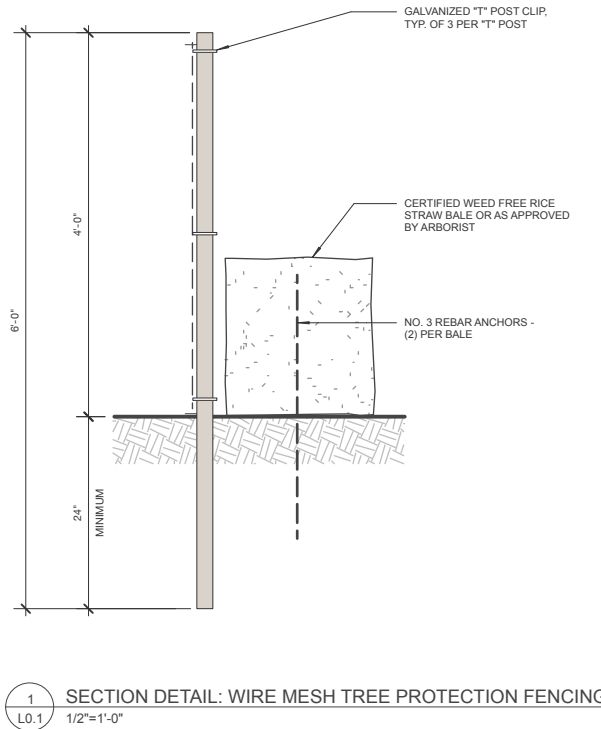 GALVANIZED "T" POST CLIP,
TYP. OF 3 PER "T" POST
4'-0"
6'-0"
CERTIFIED WEED FREE RICE
STRAW BALE OR AS APPROVED
BY ARBORIST
NO. 3 REBAR ANCHORS -
(2) PER BALE
24"
MINIMUM
1
L0.1
SECTION DETAIL: WIRE MESH TREE PROTECTION FENCING
1/2"=1'-0"